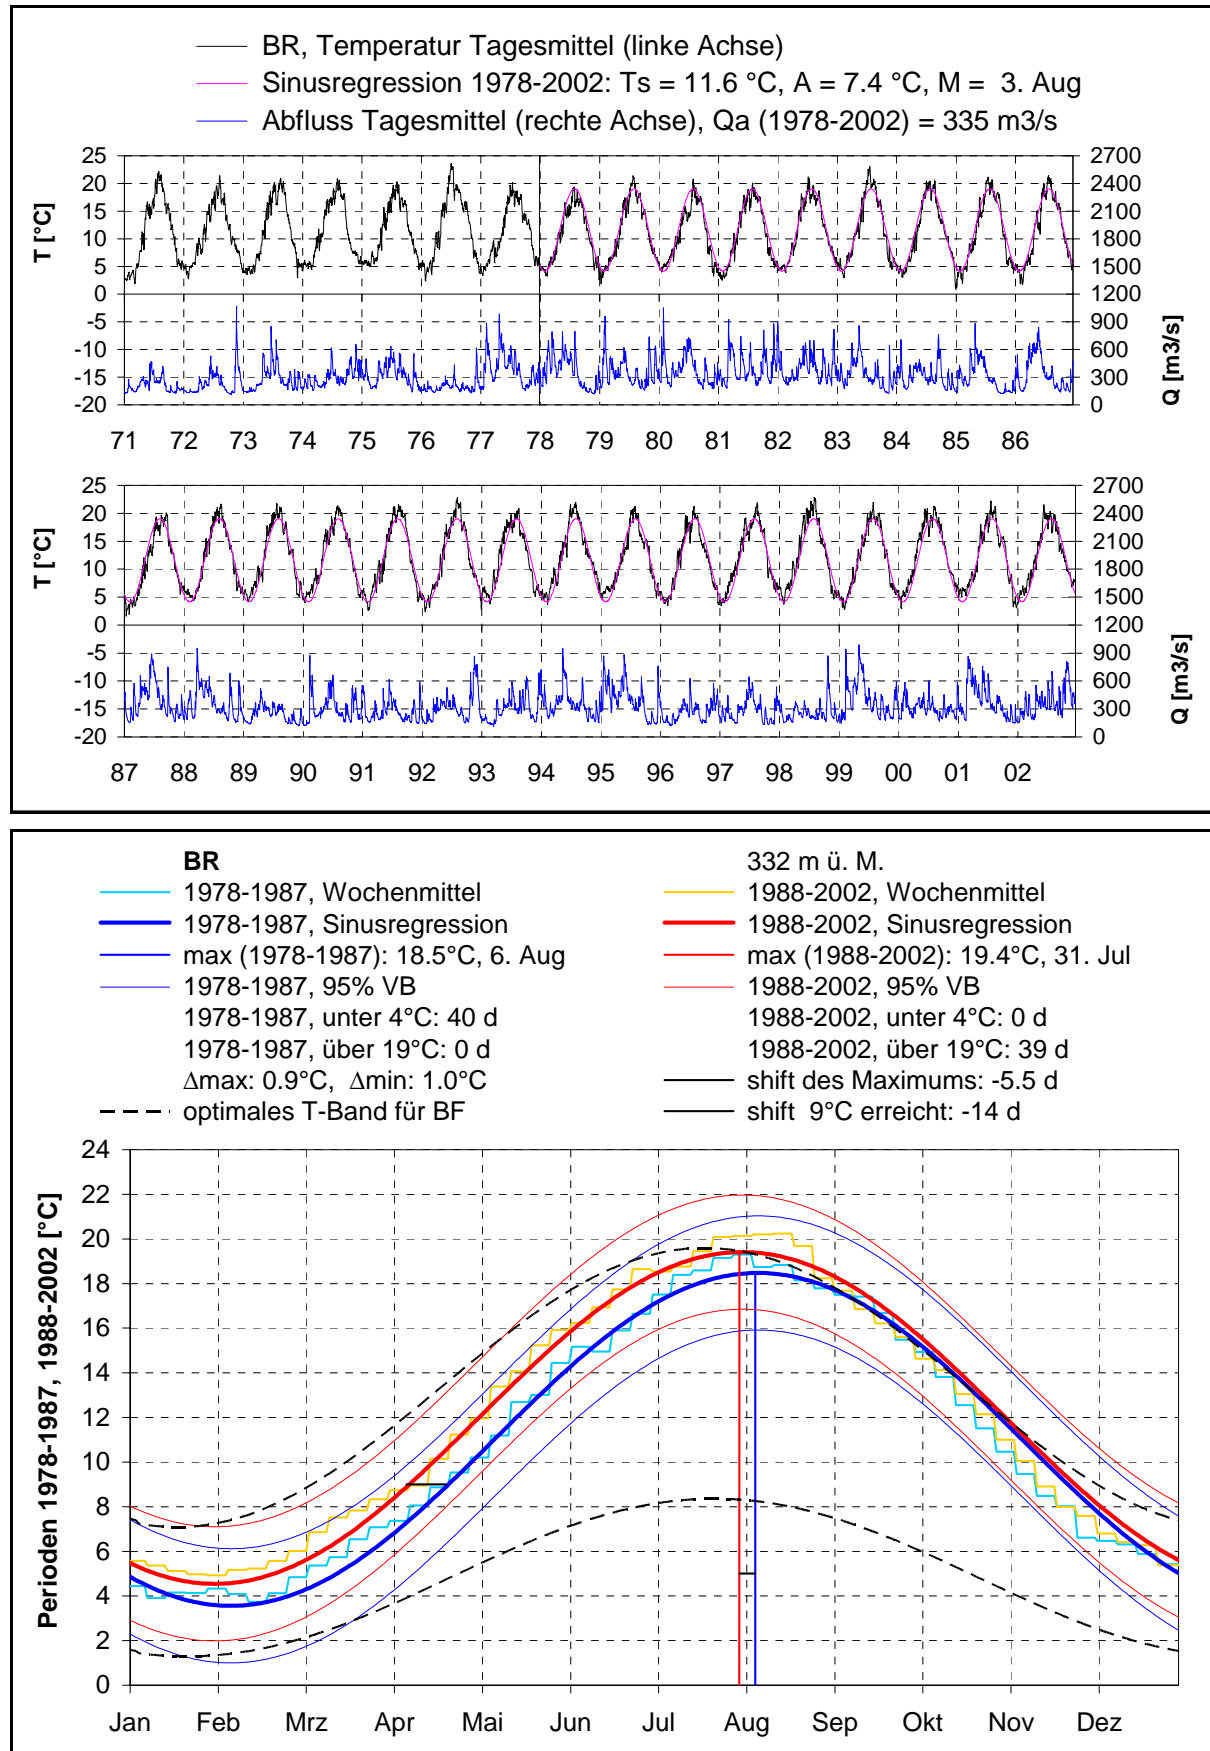 BR, Temperatur Tagesmittel (linke Achse)
Sinusregression 1978-2002: Ts = 11.6 °C, A = 7.4 °C, M = 3. Aug
Abfluss Tagesmittel (rechte Achse), Qa (1978-2002) = 335 m3/s
T [°C]
25
20
15
10
5
0
-5
-10
-15
-20
2700
2400
2100
1800
1500
1200
900
600
300
0
Q [m3/s]
71 72 73 74 75 76 77 78 79 80 81 82 83 84 85 86
T [°C]
25
20
15
10
5
0
-5
-10
-15
-20
2700
2400
2100
1800
1500
1200
900
600
300
0
Q [m3/s]
87 88 89 90 91 92 93 94 95 96 97 98 99 00 01 02
BR 332 m ü. M.
1978-1987, Wochenmittel 1988-2002, Wochenmittel
1978-1987, Sinusregression 1988-2002, Sinusregression
max (1978-1987): 18.5°C, 6. Aug max (1988-2002): 19.4°C, 31. Jul
1978-1987, 95% VB 1988-2002, 95% VB
1978-1987, unter 4°C: 40 d 1988-2002, unter 4°C: 0 d
1978-1987, über 19°C: 0 d 1988-2002, über 19°C: 39 d
Δmax: 0.9°C, Δmin: 1.0°C shift des Maximums: -5.5 d
optimales T-Band für BF shift 9°C erreicht: -14 d
Perioden 1978-1987, 1988-2002 [°C]
24
22
20
18
16
14
12
10
8
6
4
2
0
Jan Feb Mrz Apr Mai Jun Jul Aug Sep Okt Nov Dez